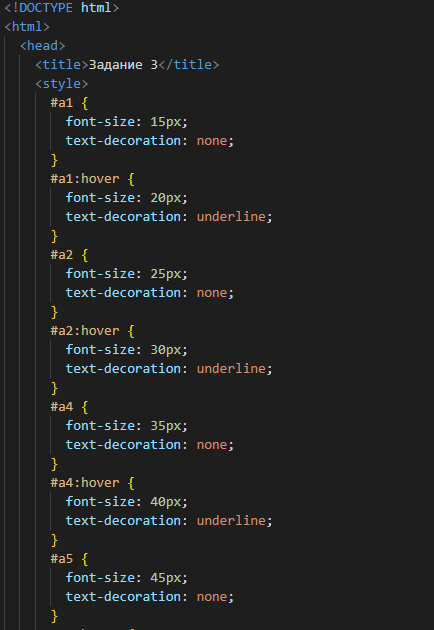 <!DOCTYPE html>
<html>
<head>
<title>Задание 3</title>
<style>
#a1 {
font-size: 15px;
text-decoration: none;
}
#a1:hover {
font-size: 20px;
text-decoration: underline;
}
#a2 {
font-size: 25px;
text-decoration: none;
}
#a2:hover {
font-size: 30px;
text-decoration: underline;
}
#a4 {
font-size: 35px;
text-decoration: none;
}
#a4:hover {
font-size: 40px;
text-decoration: underline;
}
#a5 {
font-size: 45px;
text-decoration: none;
}